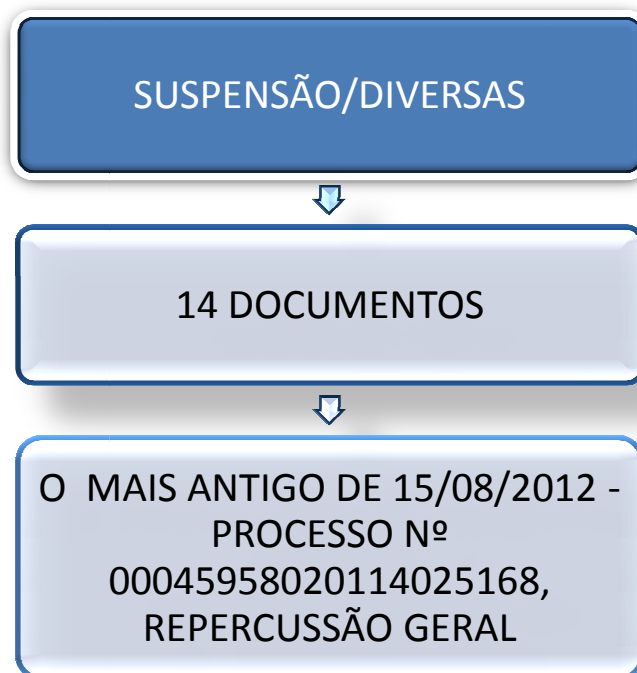 SUSPENSÃO/DIVERSAS
14 DOCUMENTOS
O MAIS ANTIGO DE 15/08/2012 -
PROCESSO Nº
00045958020114025168,
REPERCUSSÃO GERAL